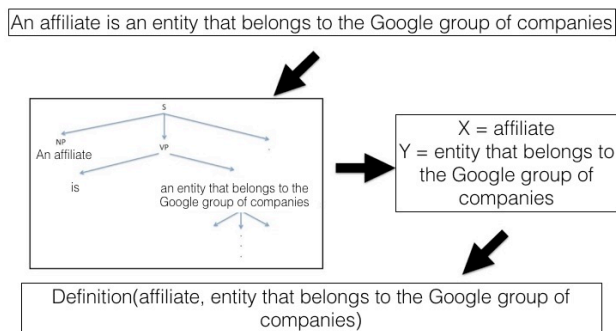 An affiliate is an entity that belongs to the Google group of companies
S
NP
VP
.
An affiliate
is
an entity that belongs to the
Google group of companies
.
.
.
.
X = affiliate
Y = entity that belongs to
the Google group of
companies
Definition(affiliate, entity that belongs to the Google group of
companies)